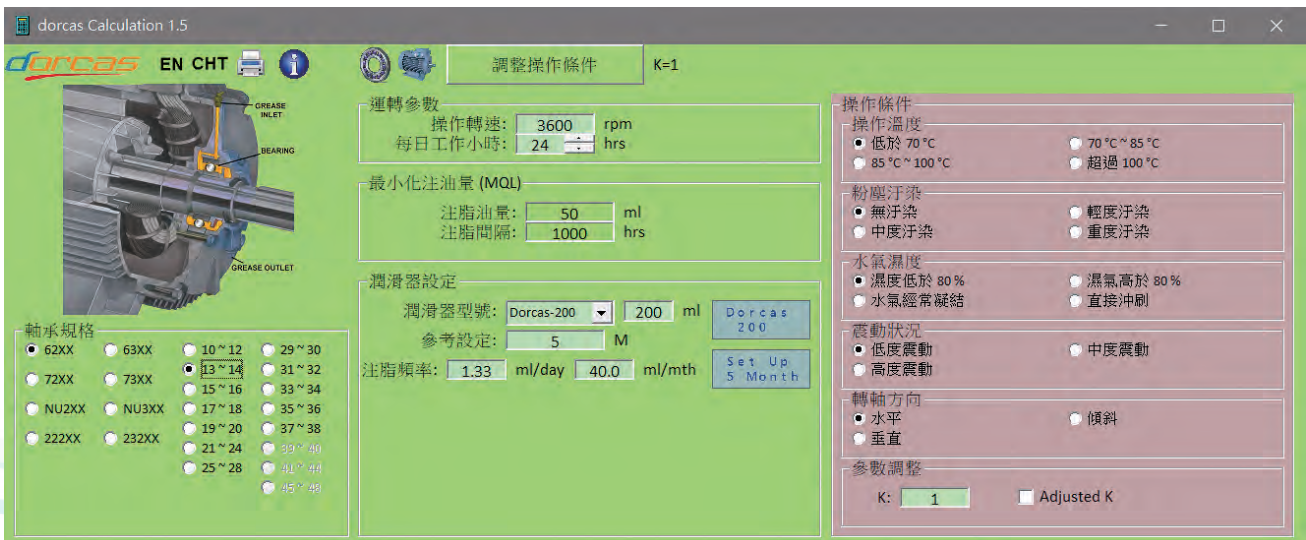 dorcas Calculation 1.5
dorcas EN CHT
調整操作條件 K=1
GREASE INLET
BEARING
GREASE OUTLET
軸承規格
62XX 63XX 10~12 29~30
13~14 31~32
72XX 73XX 15~16 33~34
NU2XX NU3XX 17~18 35~36
19~20 37~38
222XX 232XX 21~24 39~40
25~28 41~44
45~48
運轉參數
操作轉速: 3600 rpm
每日工作小時: 24 hrs
最小化注油量 (MQL)
注脂油量: 50 ml
注脂間隔: 1000 hrs
潤滑器設定
潤滑器型號: Dorcas-200 200 ml
Dorcas 200
參考設定: 5 M
注脂頻率: 1.33 ml/day 40.0 ml/mth
Set Up
5 Month
操作條件
操作溫度
低於 70 °C 70 °C ~ 85 °C
85 °C ~ 100 °C 超過 100 °C
粉塵汙染
無汙染 輕度汙染
中度汙染 重度汙染
水氣濕度
濕度低於 80 % 濕氣高於 80 %
水氣經常凝結 直接沖刷
震動狀況
低度震動 中度震動
高度震動
轉軸方向
水平 傾斜
垂直
參數調整
K: 1 Adjusted K